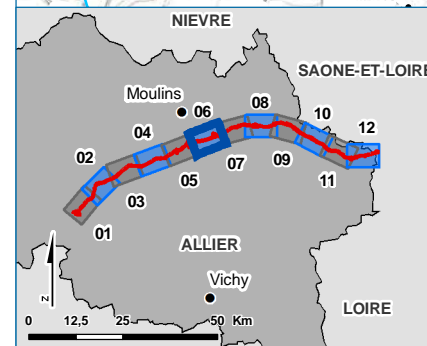 NIEVRE
SAONE-ET-LOIRE
Moulins
06
08
10
04
12
02
07
09
05
11
03
01
ALLIER
Vichy
LOIRE
N
0 12,5 25 50 Km